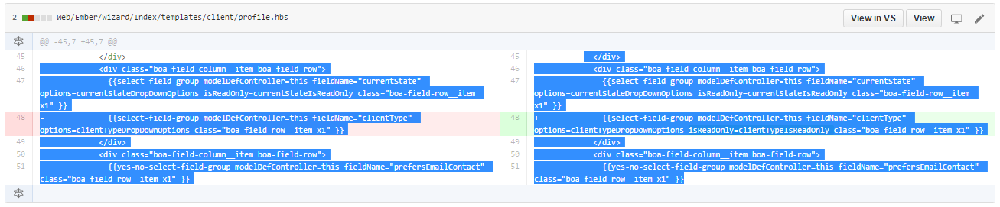 2 Web/Ember/Wizard/Index/templates/client/profile.hbs View in VS View
@@ -45,7 +45,7 @@
45 </div>
46 <div class="boa-field-column__item boa-field-row">
47 {{select-field-group modelDefController=this fieldName="currentState"
options=currentStateDropDownOptions isReadOnly=currentStateIsReadOnly class="boa-field-row__item
x1" }}
48 - {{select-field-group modelDefController=this fieldName="clientType"
options=clientTypeDropDownOptions class="boa-field-row__item x1" }}
49 </div>
50 <div class="boa-field-column__item boa-field-row">
51 {{yes-no-select-field-group modelDefController=this fieldName="prefersEmailContact"
class="boa-field-row__item x1" }}
45 </div>
46 <div class="boa-field-column__item boa-field-row">
47 {{select-field-group modelDefController=this fieldName="currentState"
options=currentStateDropDownOptions isReadOnly=currentStateIsReadOnly class="boa-field-row__item
x1" }}
48 + {{select-field-group modelDefController=this fieldName="clientType"
options=clientTypeDropDownOptions isReadOnly=clientTypeIsReadOnly class="boa-field-row__item x1" }}
49 </div>
50 <div class="boa-field-column__item boa-field-row">
51 {{yes-no-select-field-group modelDefController=this fieldName="prefersEmailContact"
class="boa-field-row__item x1" }}